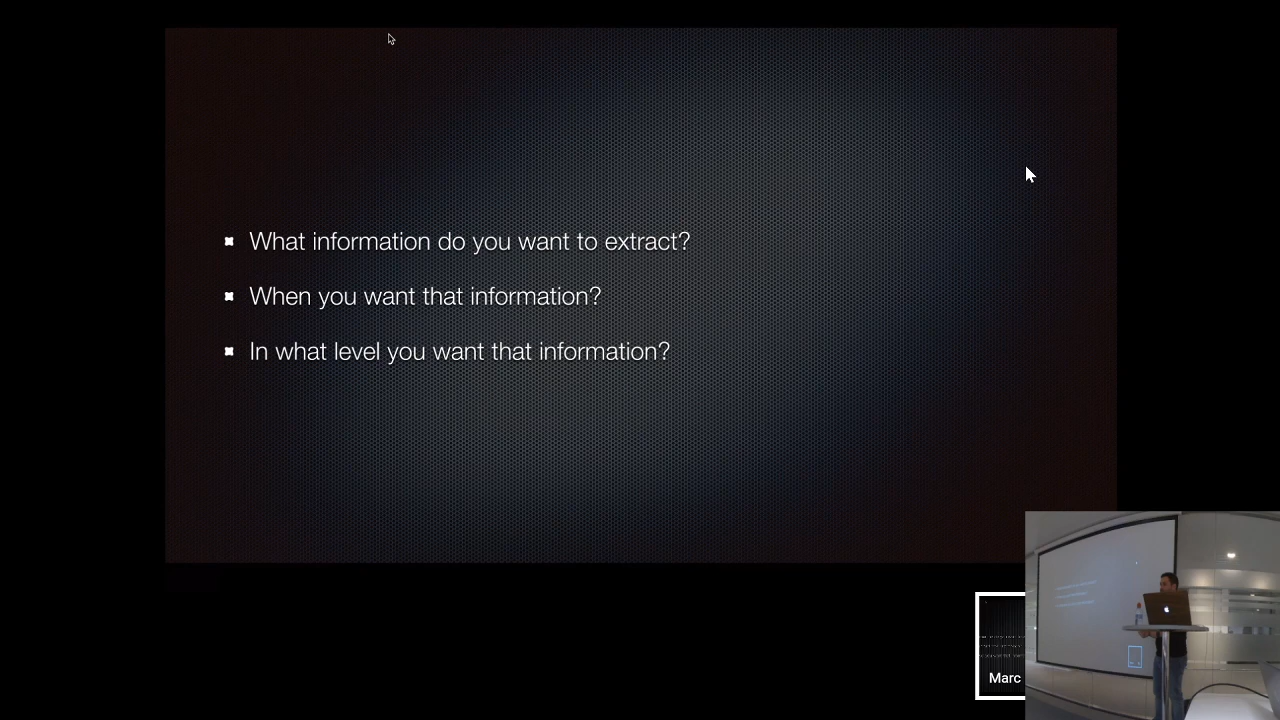 What information do you want to extract?
When you want that information?
In what level you want that information?
Marc